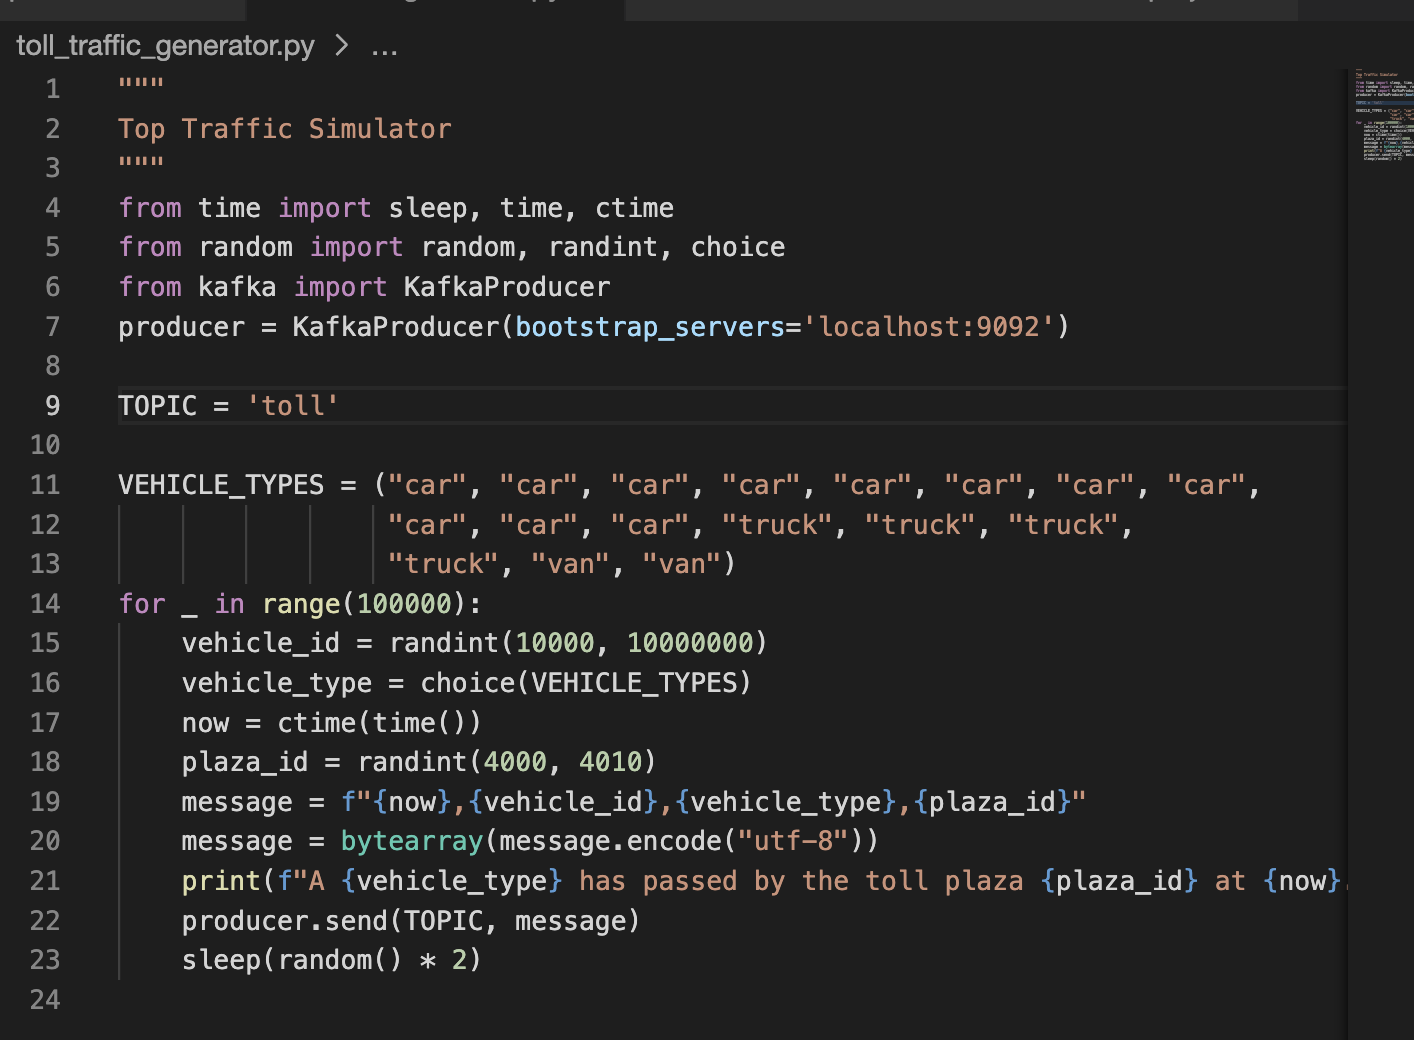 toll_traffic_generator.py > ...
1 """
2 Top Traffic Simulator
3 """
4 from time import sleep, time, ctime
5 from random import random, randint, choice
6 from kafka import KafkaProducer
7 producer = KafkaProducer(bootstrap_servers='localhost:9092')
8
9 TOPIC = 'toll'
10
11 VEHICLE_TYPES = ("car", "car", "car", "car", "car", "car", "car", "car",
12                  "car", "car", "car", "truck", "truck", "truck",
13                  "truck", "van", "van")
14 for _ in range(100000):
15     vehicle_id = randint(10000, 10000000)
16     vehicle_type = choice(VEHICLE_TYPES)
17     now = ctime(time())
18     plaza_id = randint(4000, 4010)
19     message = f"{now},{vehicle_id},{vehicle_type},{plaza_id}"
20     message = bytearray(message.encode("utf-8"))
21     print(f"A {vehicle_type} has passed by the toll plaza {plaza_id} at {now}.
22     producer.send(TOPIC, message)
23     sleep(random() * 2)
24